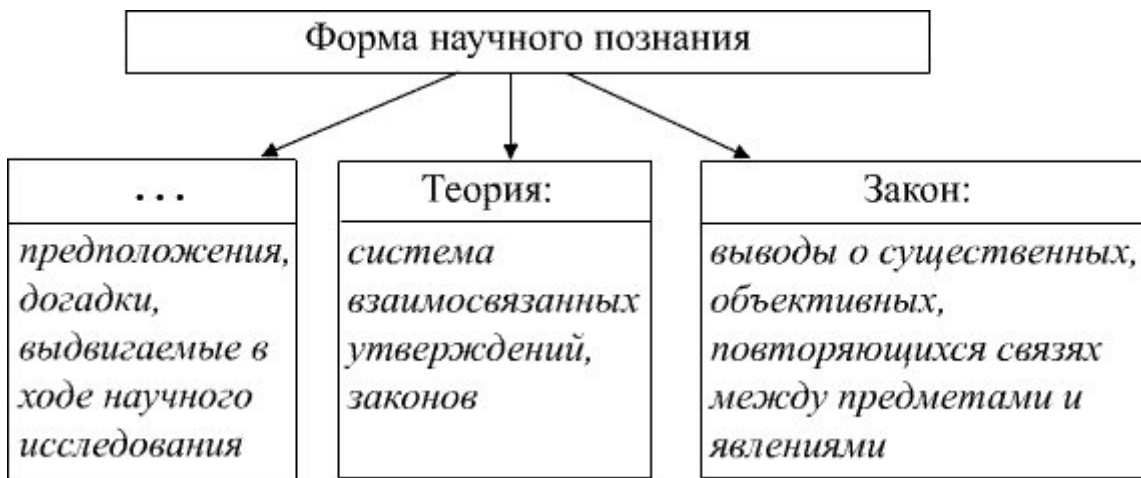 Форма научного познания
...
предположения,
догадки,
выдвигаемые в
ходе научного
исследования
Теория:
система
взаимосвязанных
утверждений,
законов
Закон:
выводы о существенных,
объективных,
повторяющихся связях
между предметами и
явлениями